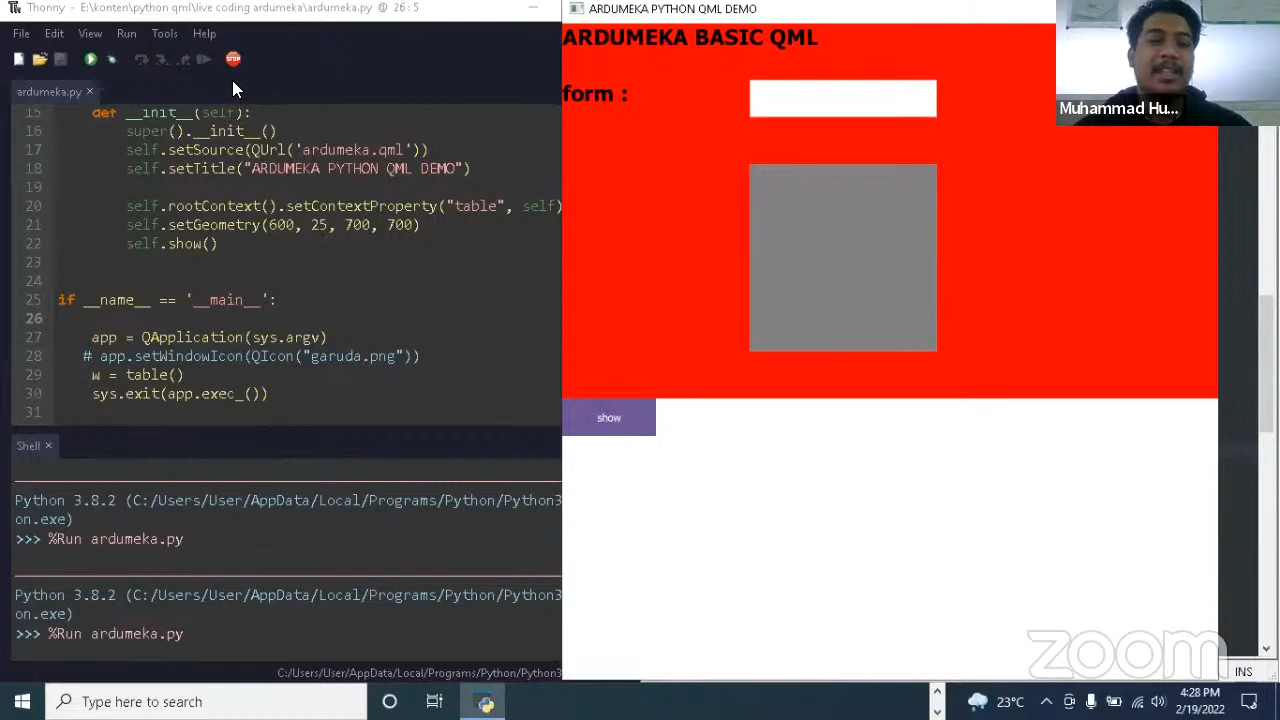 Thonny - E:\konten\python qml\live coding ardumeka\ardumeka.py @ 26:5
File Edit View Run Tools Help
ardumeka.py ×
15 def __init__(self):
16 super().__init__()
17 self.setSource(QUrl('ardumeka.qml'))
18 self.setTitle("ARDUMEKA PYTHON QML DEMO")
19
20 self.rootContext().setContextProperty("table", self)
21 self.setGeometry(600, 25, 700, 700)
22 self.show()
23
24
25 if __name__ == '__main__':
26
27 app = QApplication(sys.argv)
28 # app.setWindowIcon(QIcon("garuda.png"))
29 w = table()
30 sys.exit(app.exec_())
31
Shell ×
Python 3.8.2 (C:/Users/User/AppData/Local/Programs/Python/Pyth
on.exe)
>>> %Run ardumeka.py
Python 3.8.2 (C:/Users/User/AppData/Local/Programs/Python/Python3
on.exe)
>>> %Run ardumeka.py
C:/Users/User/AppData/Local/Programs/Python/Python3
ARDUMEKA PYTHON QML DEMO
ARDUMEKA BASIC QML
form :
show
Muhammad Hu...
zoom
INS
Type here to search
23°C
4:28 PM
2/19/2022
STOP